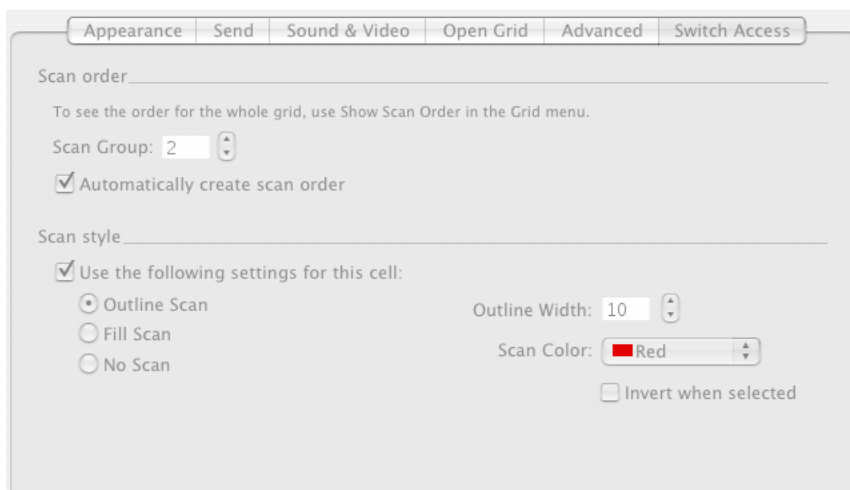 Appearance Send Sound & Video Open Grid Advanced Switch Access
Scan order
To see the order for the whole grid, use Show Scan Order in the Grid menu.
Scan Group: 2
Automatically create scan order
Scan style
Use the following settings for this cell:
Outline Scan
Fill Scan
No Scan
Outline Width: 10
Scan Color: Red
Invert when selected